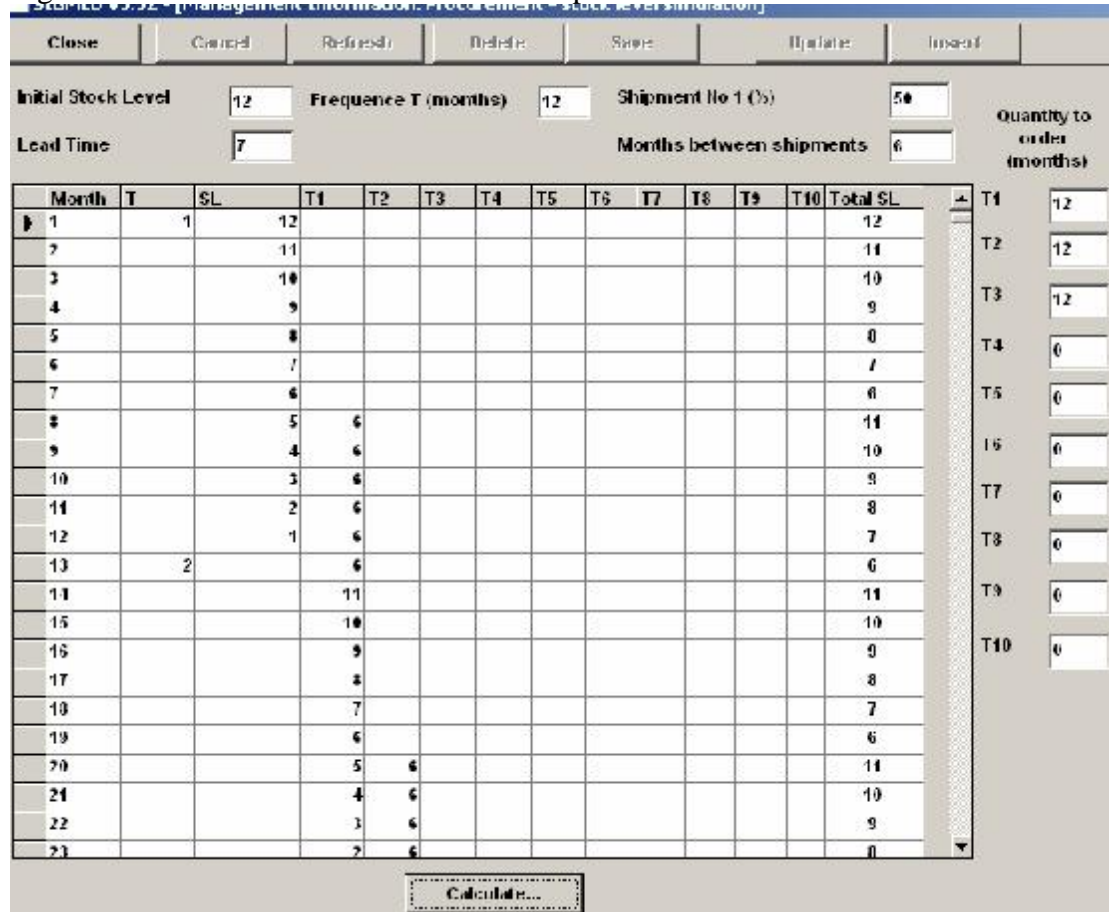 Close Cancel Refresh Delete Save Update Insert
Initial Stock Level 12 Frequence T (months) 12 Shipment No 1 (%) 50
Quantity to order (months)
Lead Time 7 Months between shipments 6
Month T SL T1 T2 T3 T4 T5 T6 T7 T8 T9 T10 Total SL
1 1 12 12
2 11 11
3 10 10
4 9 9
5 8 8
6 7 7
7 6 6
8 5 6 11
9 4 6 10
10 3 6 9
11 2 6 8
12 1 6 7
13 2 6 6
14 11 11
15 10 10
16 9 9
17 8 8
18 7 7
19 6 6
20 5 6 11
21 4 6 10
22 3 6 9
23 2 6 8
T1 12
T2 12
T3 12
T4 0
T5 0
T6 0
T7 0
T8 0
T9 0
T10 0
Calculate...